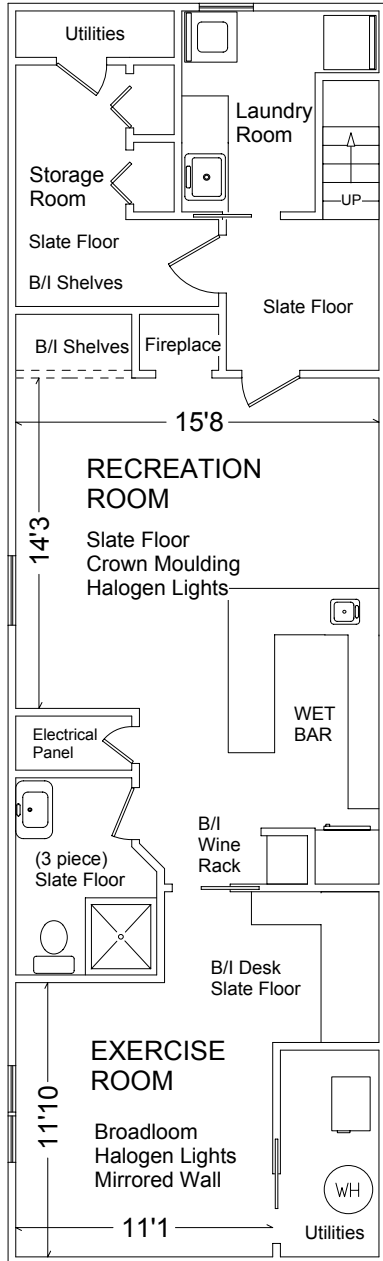 Utilities
Laundry
Room
Storage
Room
UP
Slate Floor
B/I Shelves
Slate Floor
B/I Shelves
Fireplace
15'8
RECREATION
ROOM
14'3
Slate Floor
Crown Moulding
Halogen Lights
WET
BAR
Electrical
Panel
B/I
Wine
Rack
(3 piece)
Slate Floor
B/I Desk
Slate Floor
EXERCISE
ROOM
11'10
Broadloom
Halogen Lights
Mirrored Wall
WH
11'1
Utilities